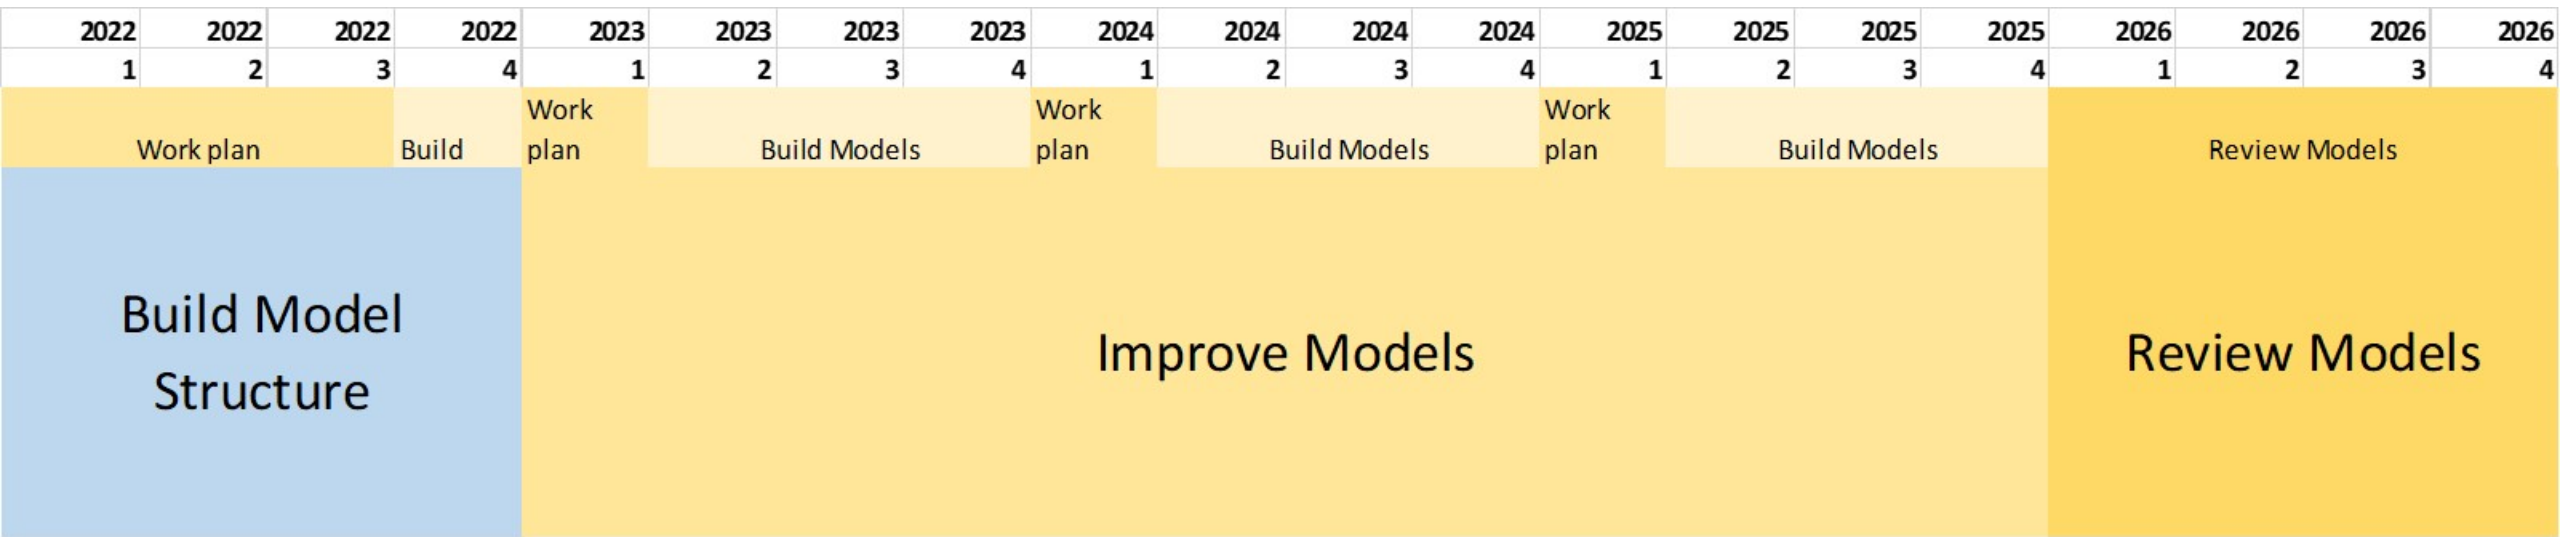 2022 2022 2022 2022 2023 2023 2023 2023 2024 2024 2024 2024 2025 2025 2025 2025 2026 2026 2026 2026
1 2 3 4 1 2 3 4 1 2 3 4 1 2 3 4 1 2 3 4
Work plan
Build
Work
plan
Build Models
Work
plan
Build Models
Work
plan
Build Models
Review Models
Build Model
Structure
Improve Models
Review Models